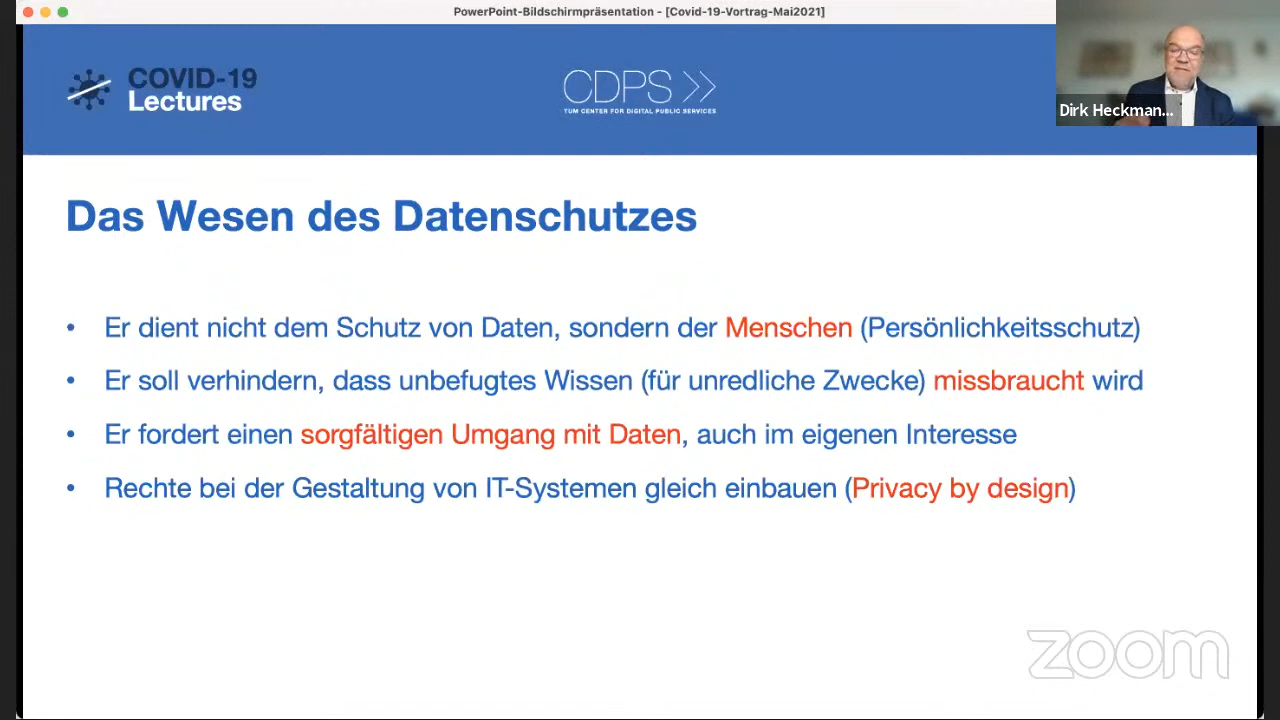 PowerPoint-Bildschirmpräsentation - [Covid-19-Vortrag-Mai2021]
COVID-19
Lectures
CDPS
TUM CENTER FOR DIGITAL PUBLIC SERVICES
Dirk Heckman...
Das Wesen des Datenschutzes
• Er dient nicht dem Schutz von Daten, sondern der Menschen (Persönlichkeitsschutz)
• Er soll verhindern, dass unbefugtes Wissen (für unredliche Zwecke) missbraucht wird
• Er fordert einen sorgfältigen Umgang mit Daten, auch im eigenen Interesse
• Rechte bei der Gestaltung von IT-Systemen gleich einbauen (Privacy by design)
zoom